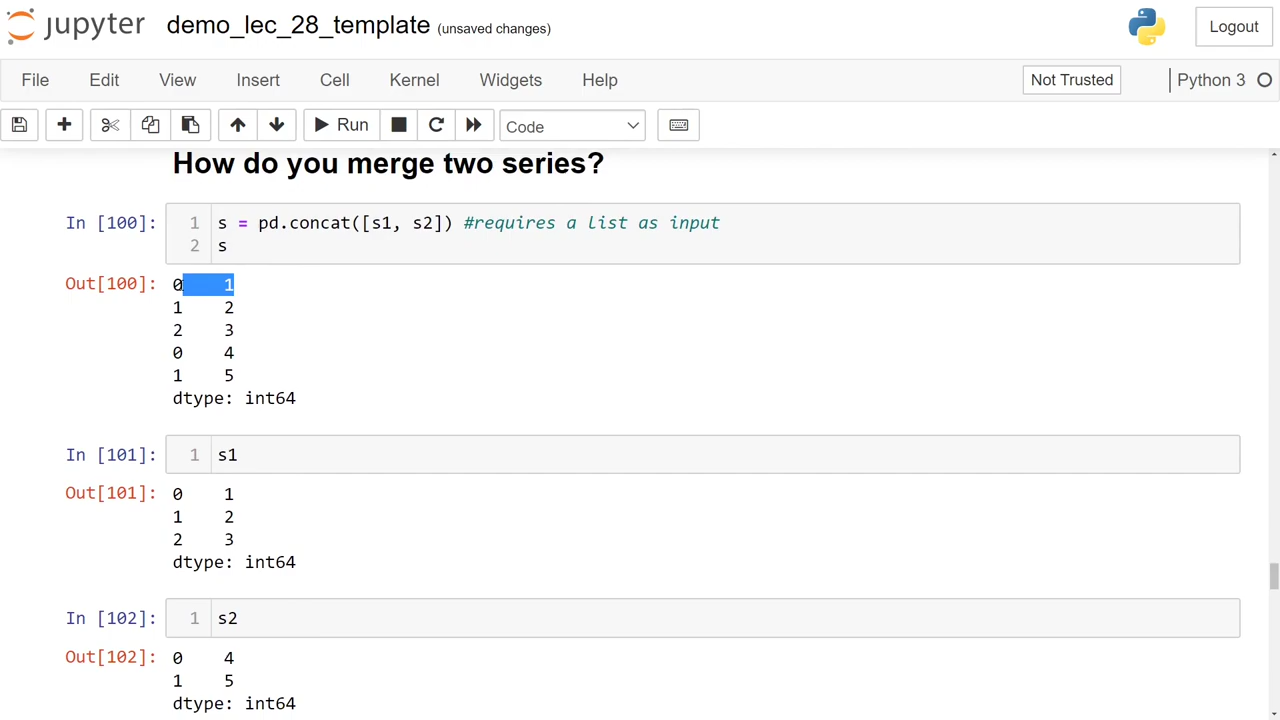 jupyter demo_lec_28_template (unsaved changes) Logout
File Edit View Insert Cell Kernel Widgets Help Not Trusted Python 3
Run Code
How do you merge two series?
In [100]: 1 s = pd.concat([s1, s2]) #requires a list as input
2 s
Out[100]: 0 1
1 2
2 3
0 4
1 5
dtype: int64
In [101]: 1 s1
Out[101]: 0 1
1 2
2 3
dtype: int64
In [102]: 1 s2
Out[102]: 0 4
1 5
dtype: int64